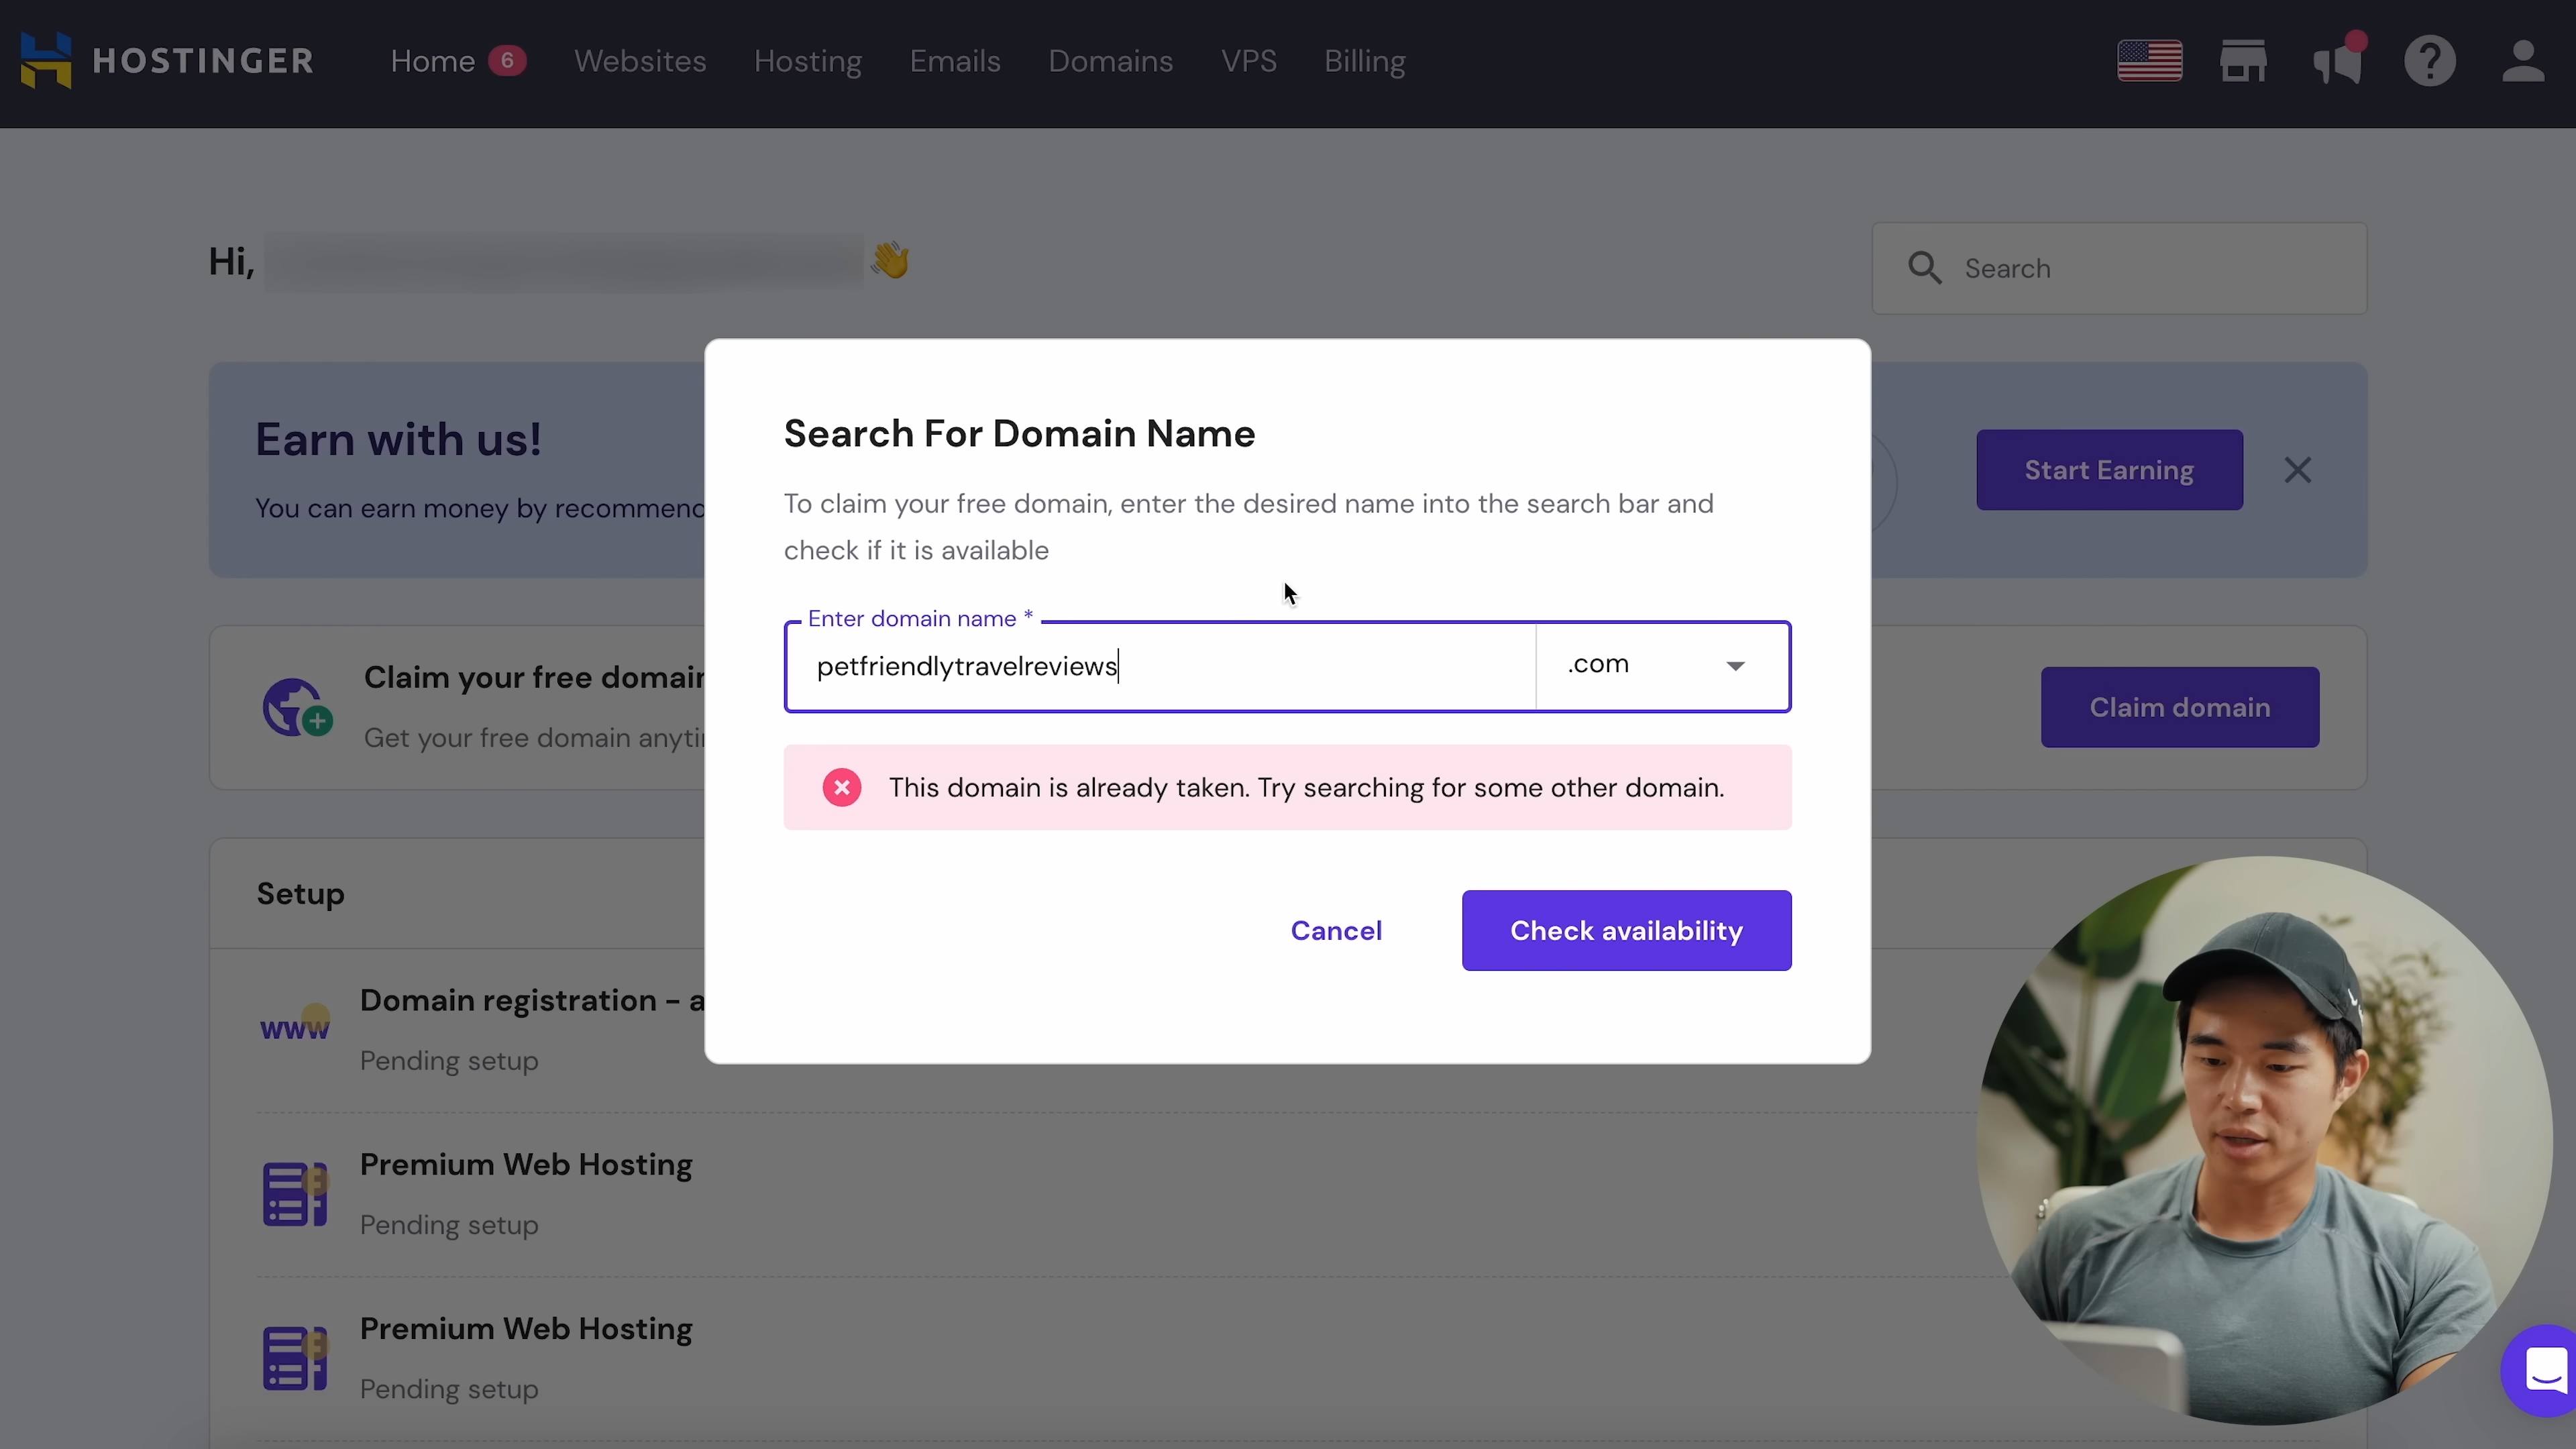 HOSTINGER
Home 6 Websites Hosting Emails Domains VPS Billing
Hi,
Search
Earn with us!
You can earn money by recommend
Start Earning
Search For Domain Name
To claim your free domain, enter the desired name into the search bar and
check if it is available
Enter domain name *
petfriendlytravelreviews .com
This domain is already taken. Try searching for some other domain.
Cancel Check availability
Claim your free domain
Get your free domain anyti
Claim domain
Setup
www
Domain registration - a
Pending setup
Premium Web Hosting
Pending setup
Premium Web Hosting
Pending setup